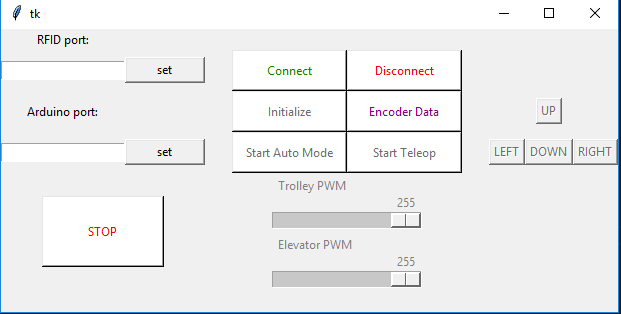 tk
RFID port:
set
Connect
Disconnect
Arduino port:
Initialize
Encoder Data
UP
set
Start Auto Mode
Start Teleop
LEFT
DOWN
RIGHT
Trolley PWM
255
STOP
Elevator PWM
255